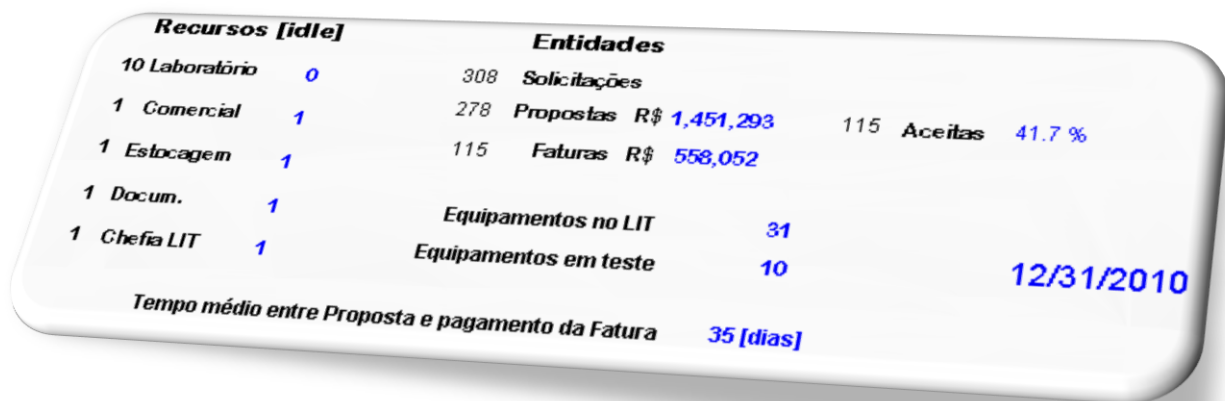 Recursos [idle]
Entidades
10 Laboratório 0
308 Solicitações
1 Comercial 1
278 Propostas R$ 1,451,293 115 Aceitas 41.7 %
1 Estocagem 1
115 Faturas R$ 558,052
1 Docum. 1
Equipamentos no LIT 31
1 Chefia LIT 1
Equipamentos em teste 10
12/31/2010
Tempo médio entre Proposta e pagamento da Fatura 35 [dias]